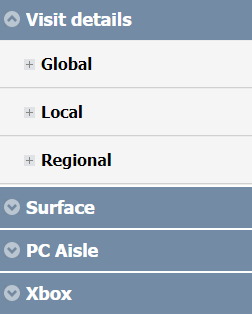 Visit details
Global
Local
Regional
Surface
PC Aisle
Xbox